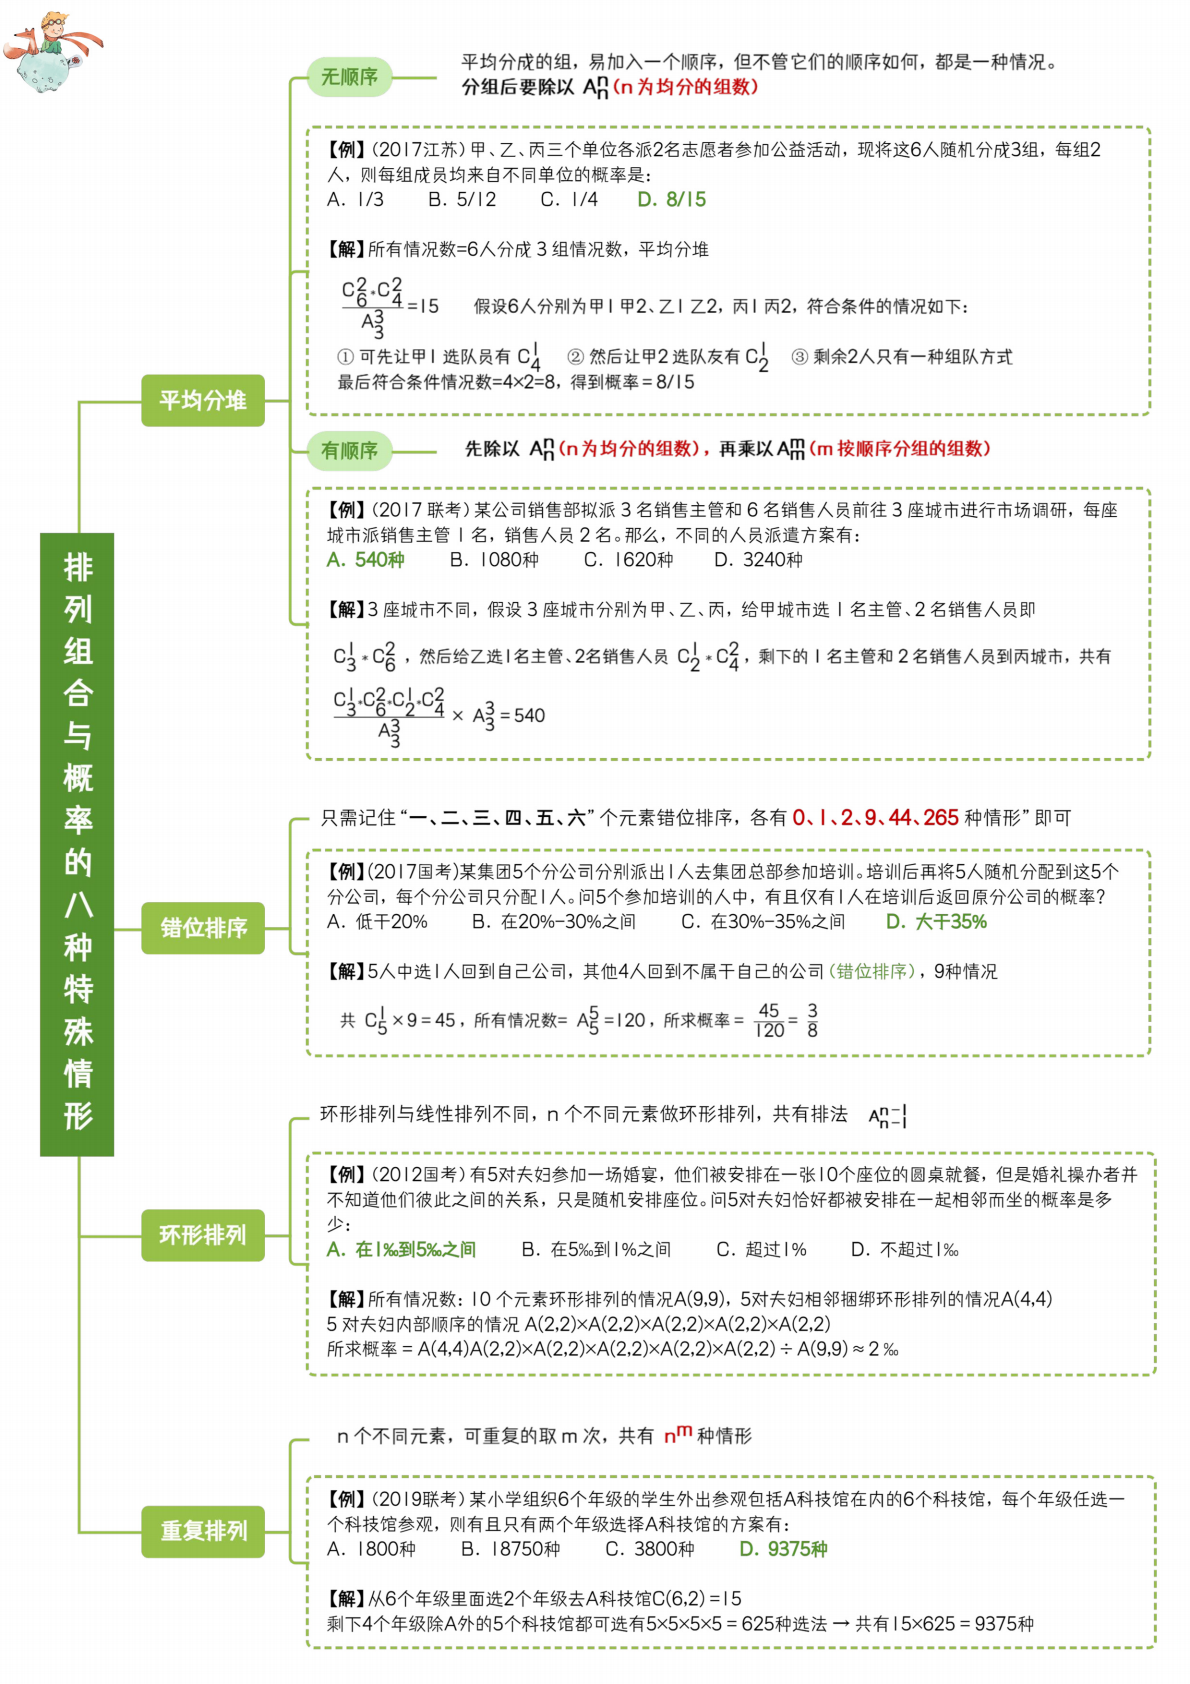 排列组合与概率的八种特殊情形
平均分堆
无顺序
平均分成的组，易加入一个顺序，但不管它们的顺序如何，都是一种情况。
分组后要除以 Aⁿₙ（n 为均分的组数）
【例】（2017江苏）甲、乙、丙三个单位各派2名志愿者参加公益活动，现将这6人随机分成3组，每组2
人，则每组成员均来自不同单位的概率是：
A. 1/3 B. 5/12 C. 1/4 D. 8/15
【解】所有情况数=6人分成 3 组情况数，平均分堆
C²₆*C²₄/A³₃=15 假设6人分别为甲1甲2、乙1乙2，丙1丙2，符合条件的情况如下：
① 可先让甲1 选队员有 C¹₄ ② 然后让甲2 选队友有 C¹₂ ③ 剩余2人只有一种组队方式
最后符合条件情况数=4×2=8，得到概率 = 8/15
有顺序
先除以 Aⁿₙ（n 为均分的组数），再乘以Aᵐₘ（m 按顺序分组的组数）
【例】（2017 联考）某公司销售部拟派 3 名销售主管和 6 名销售人员前往 3 座城市进行市场调研，每座
城市派销售主管 1 名，销售人员 2 名。那么，不同的人员派遣方案有：
A. 540种 B. 1080种 C. 1620种 D. 3240种
【解】3 座城市不同，假设 3 座城市分别为甲、乙、丙，给甲城市选 1 名主管、2 名销售人员即
C¹₃*C²₆ ，然后给乙选1名主管、2名销售人员 C¹₂*C²₄，剩下的 1 名主管和 2 名销售人员到丙城市，共有
C¹₃*C²₆*C¹₂*C²₄/A³₃ × A³₃ = 540
错位排序
只需记住“一、二、三、四、五、六”个元素错位排序，各有 0、1、2、9、44、265 种情形”即可
【例】（2017国考）某集团5个分公司分别派出1人去集团总部参加培训。培训后再将5人随机分配到这5个
分公司，每个分公司只分配1人。问5个参加培训的人中，有且仅有1人在培训后返回原分公司的概率？
A. 低于20% B. 在20%-30%之间 C. 在30%-35%之间 D. 大于35%
【解】5人中选1人回到自己公司，其他4人回到不属于自己的公司（错位排序），9种情况
共 C¹₅×9 = 45，所有情况数= A⁵₅=120，所求概率 = 45/120 = 3/8
环形排列
环形排列与线性排列不同，n 个不同元素做环形排列，共有排法 Aⁿ⁻¹ₙ₋₁
【例】（2012国考）有5对夫妇参加一场婚宴，他们被安排在一张10个座位的圆桌就餐，但是婚礼操办者并
不知道他们彼此之间的关系，只是随机安排座位。问5对夫妇恰好都被安排在一起相邻而坐的概率是多
少：
A. 在1‰到5‰之间 B. 在5‰到1%之间 C. 超过1% D. 不超过1‰
【解】所有情况数：10 个元素环形排列的情况A(9,9)，5对夫妇相邻捆绑环形排列的情况A(4,4)
5 对夫妇内部顺序的情况 A(2,2)×A(2,2)×A(2,2)×A(2,2)×A(2,2)
所求概率 = A(4,4)A(2,2)×A(2,2)×A(2,2)×A(2,2)×A(2,2) ÷ A(9,9) ≈ 2 ‰
重复排列
n 个不同元素，可重复的取 m 次，共有 nᵐ 种情形
【例】（2019联考）某小学组织6个年级的学生外出参观包括A科技馆在内的6个科技馆，每个年级任选一
个科技馆参观，则有且只有两个年级选择A科技馆的方案有：
A. 1800种 B. 18750种 C. 3800种 D. 9375种
【解】从6个年级里面选2个年级去A科技馆C(6,2) =15
剩下4个年级除A外的5个科技馆都可选有5×5×5×5 = 625种选法 → 共有15×625 = 9375种